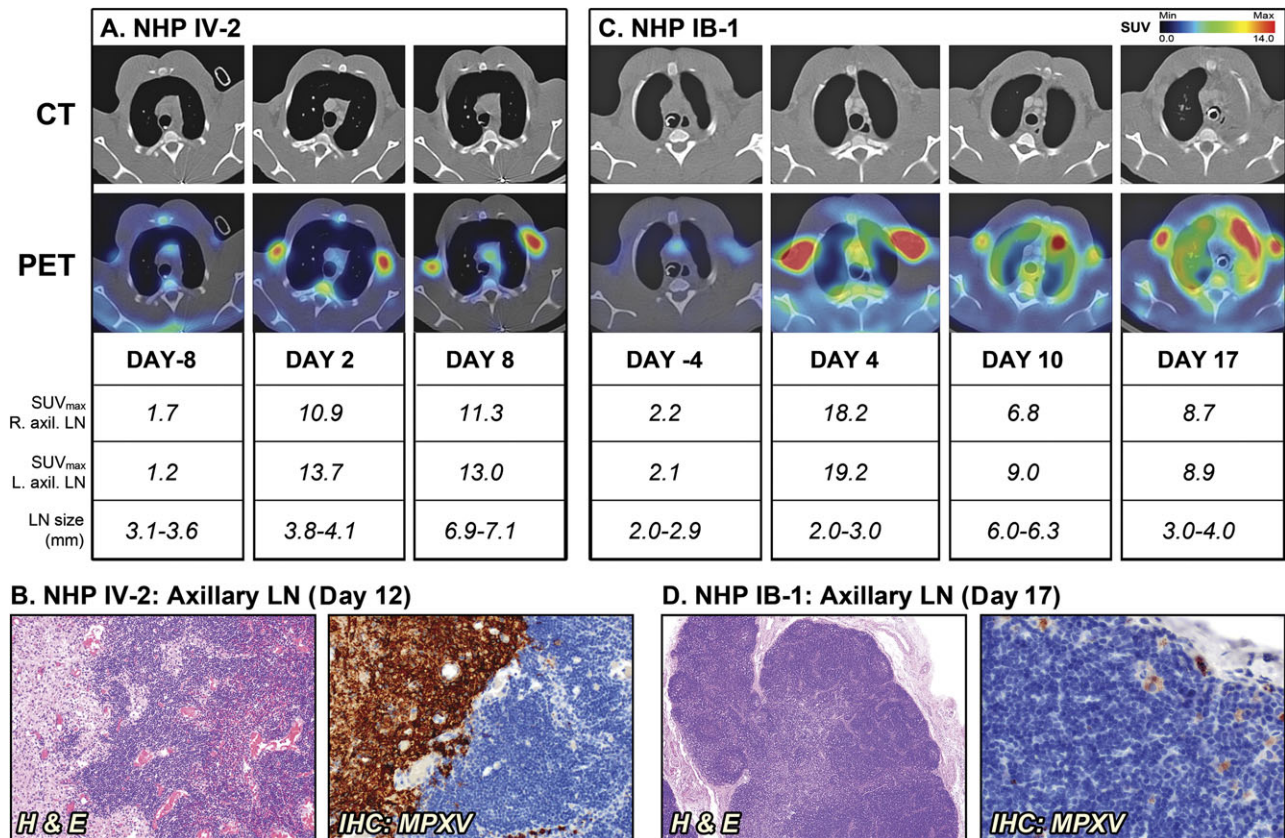 A. NHP IV-2
C. NHP IB-1
SUV
Min
Max
0.0
14.0
CT
PET
DAY-8
DAY 2
DAY 8
DAY -4
DAY 4
DAY 10
DAY 17
SUVmax
R. axil. LN
1.7
10.9
11.3
2.2
18.2
6.8
8.7
SUVmax
L. axil. LN
1.2
13.7
13.0
2.1
19.2
9.0
8.9
LN size
(mm)
3.1-3.6
3.8-4.1
6.9-7.1
2.0-2.9
2.0-3.0
6.0-6.3
3.0-4.0
B. NHP IV-2: Axillary LN (Day 12)
D. NHP IB-1: Axillary LN (Day 17)
H & E
IHC: MPXV
H & E
IHC: MPXV